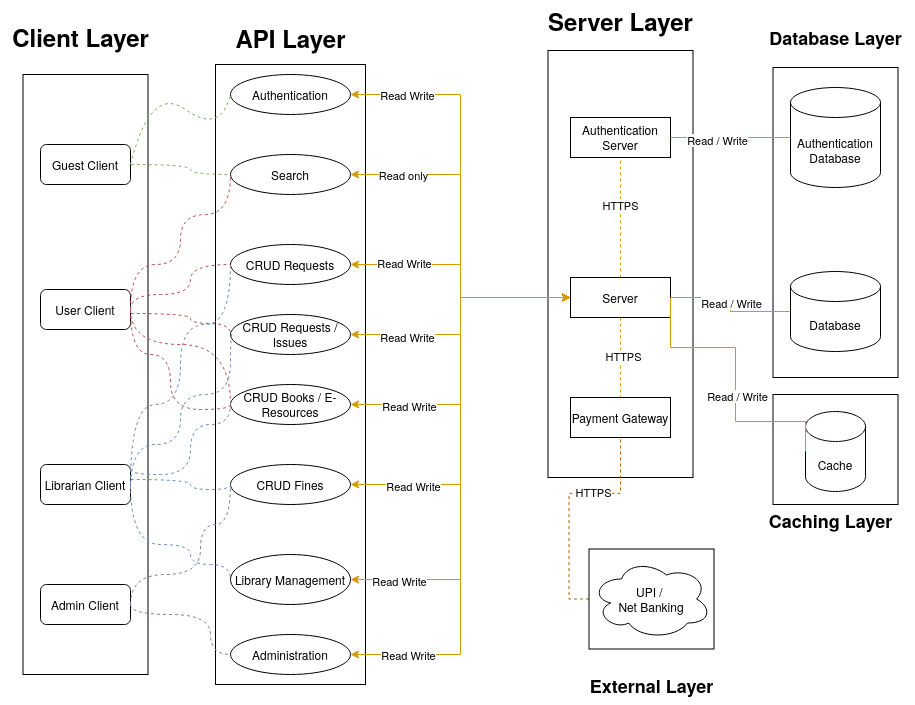 Client Layer
API Layer
Server Layer
Database Layer
Guest Client
User Client
Librarian Client
Admin Client
Authentication
Search
CRUD Requests
CRUD Requests /
Issues
CRUD Books / E-
Resources
CRUD Fines
Library Management
Administration
Read Write
Read only
Read Write
Read Write
Read Write
Read Write
Read Write
Read Write
Authentication
Server
HTTPS
Server
HTTPS
Payment Gateway
HTTPS
Read / Write
Read / Write
Read / Write
Authentication
Database
Database
Cache
Caching Layer
UPI /
Net Banking
External Layer